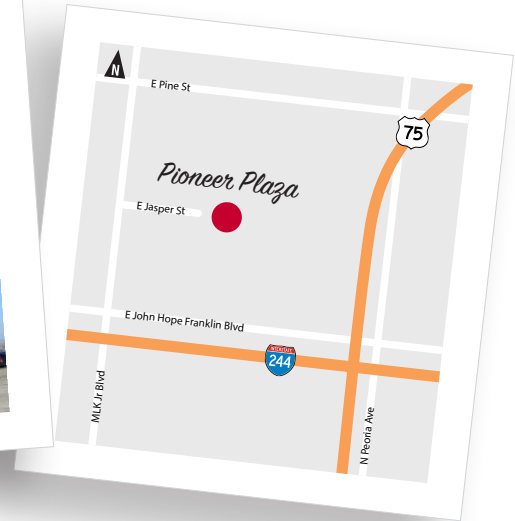 N
E Pine St
75
Pioneer Plaza
E Jasper St
E John Hope Franklin Blvd
INTERSTATE
244
MLK Jr Blvd
N Peoria Ave